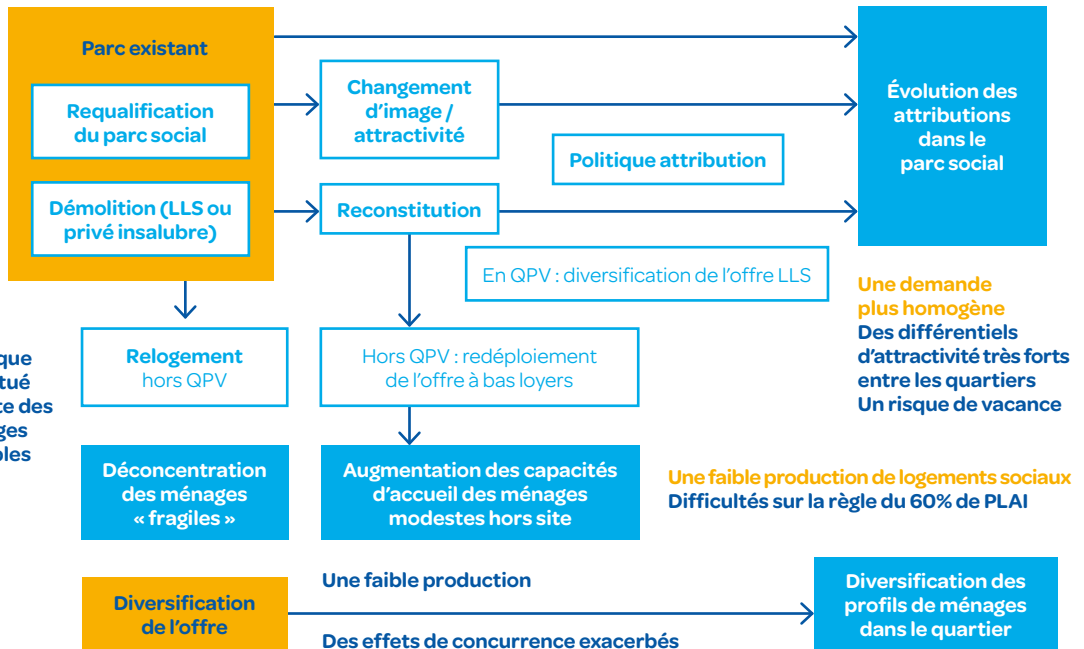 Parc existant
Requalification
du parc social
Démolition (LLS ou
privé insalubre)
Changement
d'image /
attractivité
Reconstitution
Politique attribution
En QPV : diversification de l'offre LLS
Évolution des
attributions
dans le
parc social
Une demande
plus homogène
Des différentiels
d'attractivité très forts
entre les quartiers
Un risque de vacance
Relogement
hors QPV
Hors QPV : redéploiement
de l'offre à bas loyers
Déconcentration
des ménages
« fragiles »
Augmentation des capacités
d'accueil des ménages
modestes hors site
Une faible production de logements sociaux
Difficultés sur la règle du 60% de PLAI
Diversification
de l'offre
Une faible production
Des effets de concurrence exacerbés
Diversification des
profils de ménages
dans le quartier